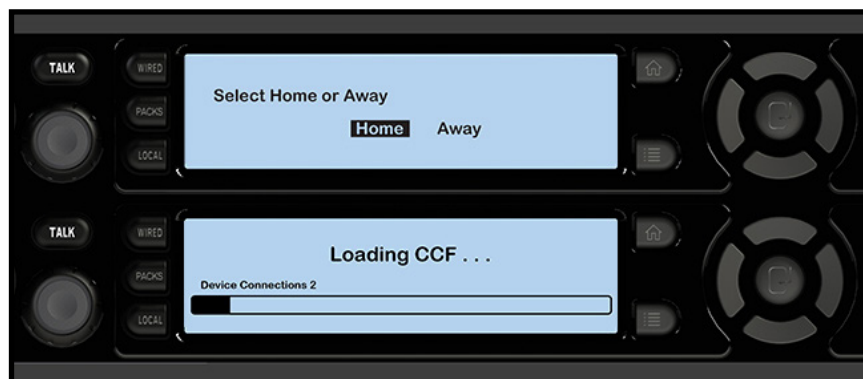 TALK
WIRED
PACKS
LOCAL
Select Home or Away
Home Away
TALK
WIRED
PACKS
LOCAL
Loading CCF . . .
Device Connections 2